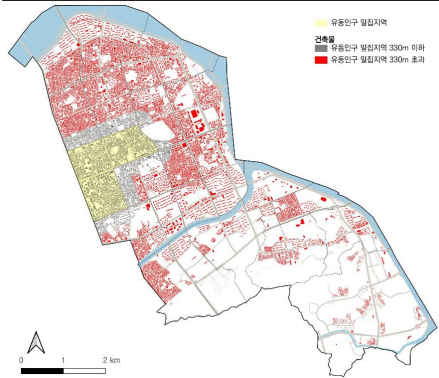 유동인구 밀집지역
건축물
유동인구 밀집지역 330m 이하
유동인구 밀집지역 330m 초과
0 1 2 km